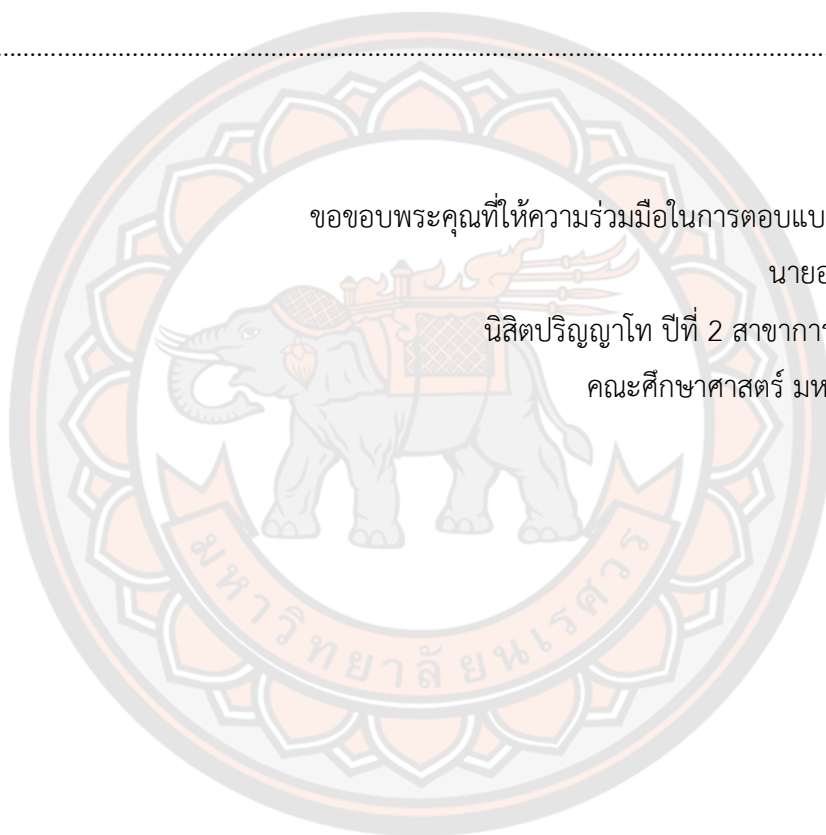 ขอขอบพระคุณที่ให้ความร่วมมือในการตอบแบบ
นายอ
นิสิตปริญญาโท ปีที่ 2 สาขาการ
คณะศึกษาศาสตร์ มห
มหาวิทยาลัยนเรศวร